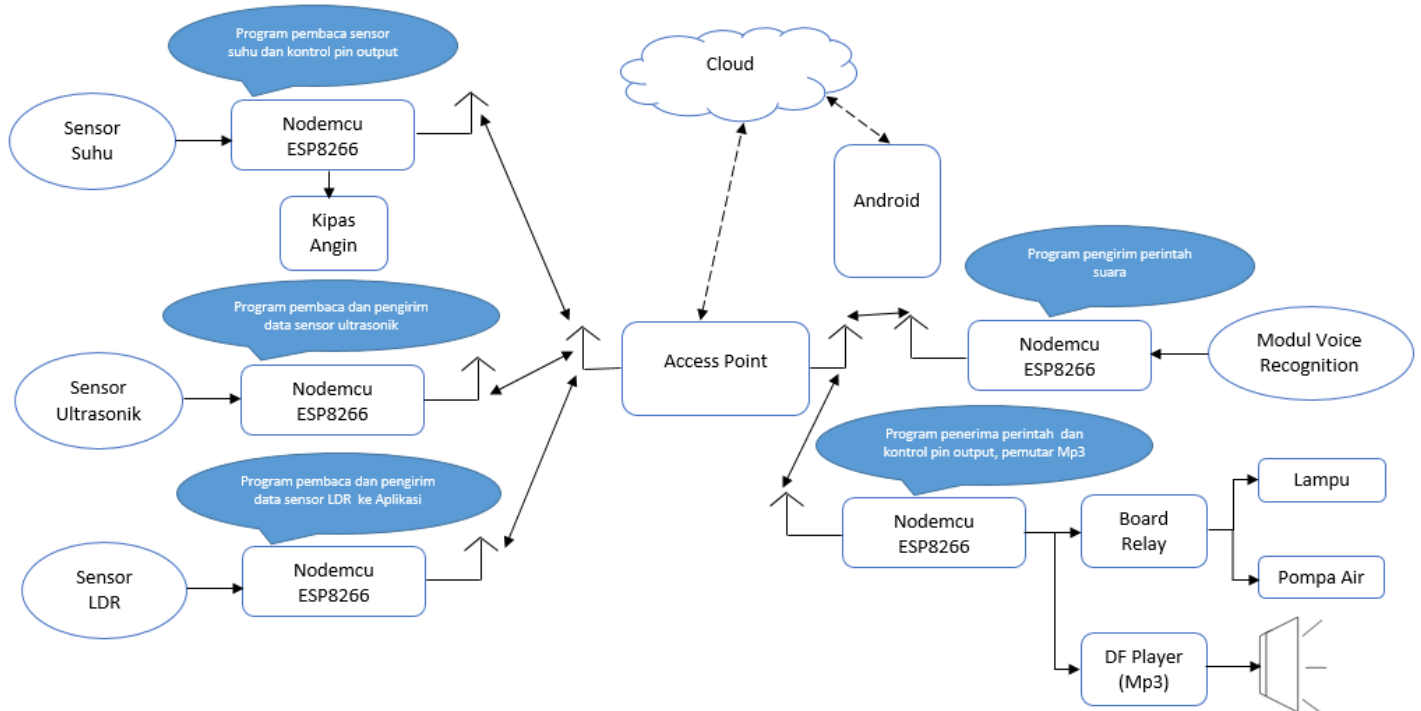 Program pembaca sensor
suhu dan kontrol pin output
Cloud
Sensor
Suhu
Nodemcu
ESP8266
Kipas
Angin
Android
Program pengirim perintah
suara
Program pembaca dan pengirim
data sensor ultrasonik
Sensor
Ultrasonik
Nodemcu
ESP8266
Access Point
Nodemcu
ESP8266
Modul Voice
Recognition
Program penerima perintah dan
kontrol pin output, pemutar Mp3
Program pembaca dan pengirim
data sensor LDR ke Aplikasi
Sensor
LDR
Nodemcu
ESP8266
Nodemcu
ESP8266
Board
Relay
Lampu
Pompa Air
DF Player
(Mp3)